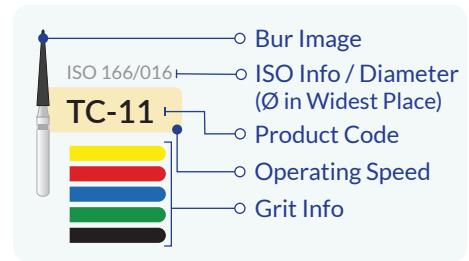 Bur Image
ISO 166/016
ISO Info / Diameter
(Ø in Widest Place)
TC-11
Product Code
Operating Speed
Grit Info